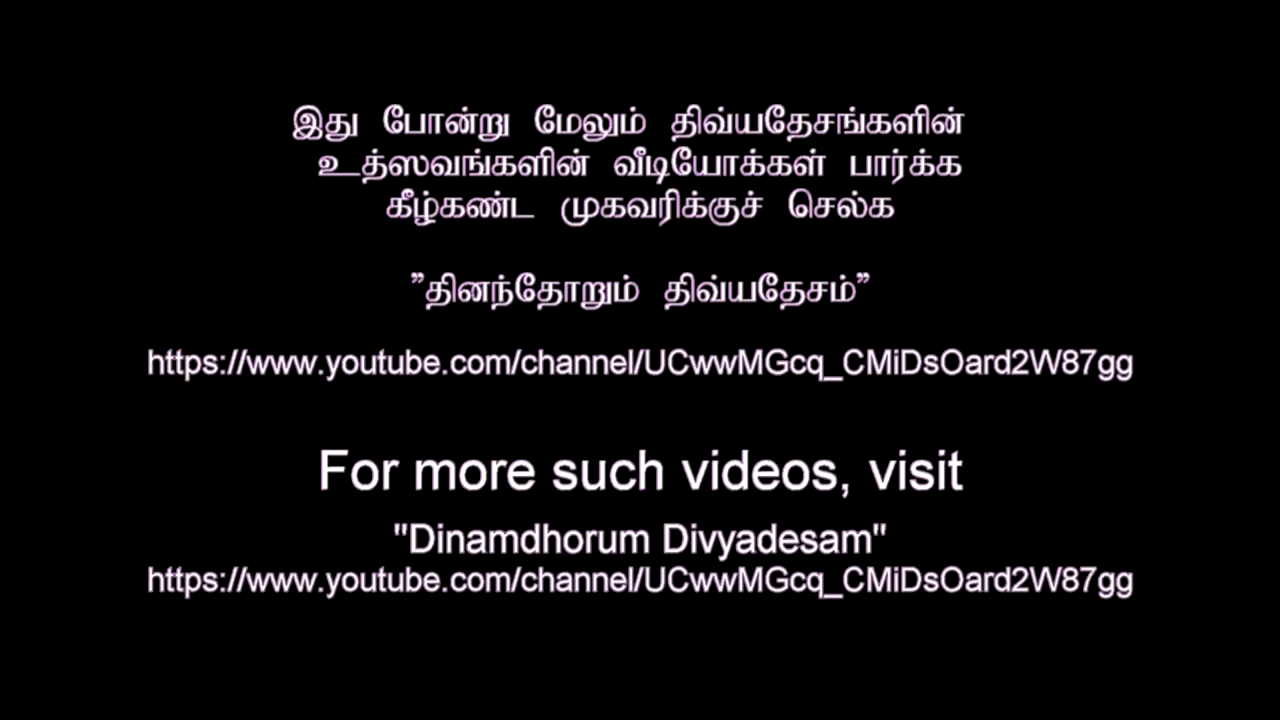 இது போன்று மேலும் திவ்யதேசங்களின்
உத்ஸவங்களின் வீடியோக்கள் பார்க்க
கீழ்கண்ட முகவரிக்குச் செல்க
”தினந்தோறும் திவ்யதேசம்”
https://www.youtube.com/channel/UCwwMGcq_CMiDsOard2W87gg
For more such videos, visit
"Dinamdhorum Divyadesam"
https://www.youtube.com/channel/UCwwMGcq_CMiDsOard2W87gg